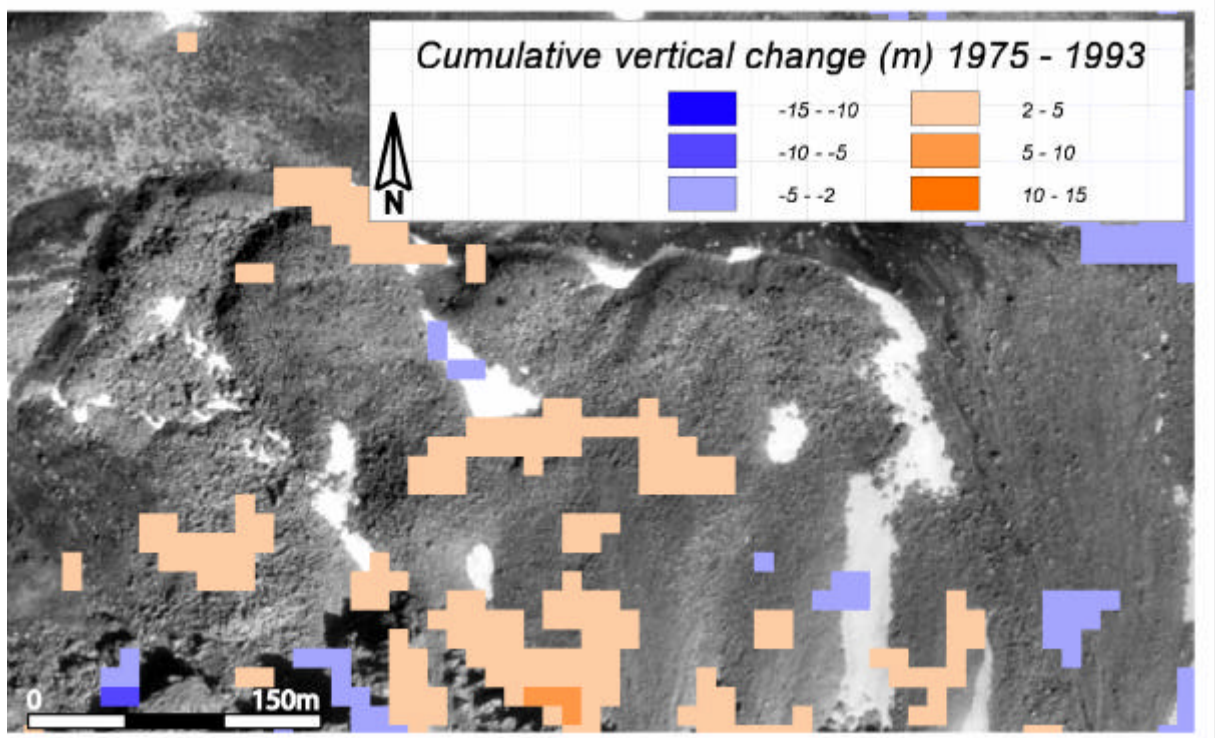 Cumulative vertical change (m) 1975 - 1993
-15 - -10 2 - 5
-10 - -5 5 - 10
-5 - -2 10 - 15
N
0 150m